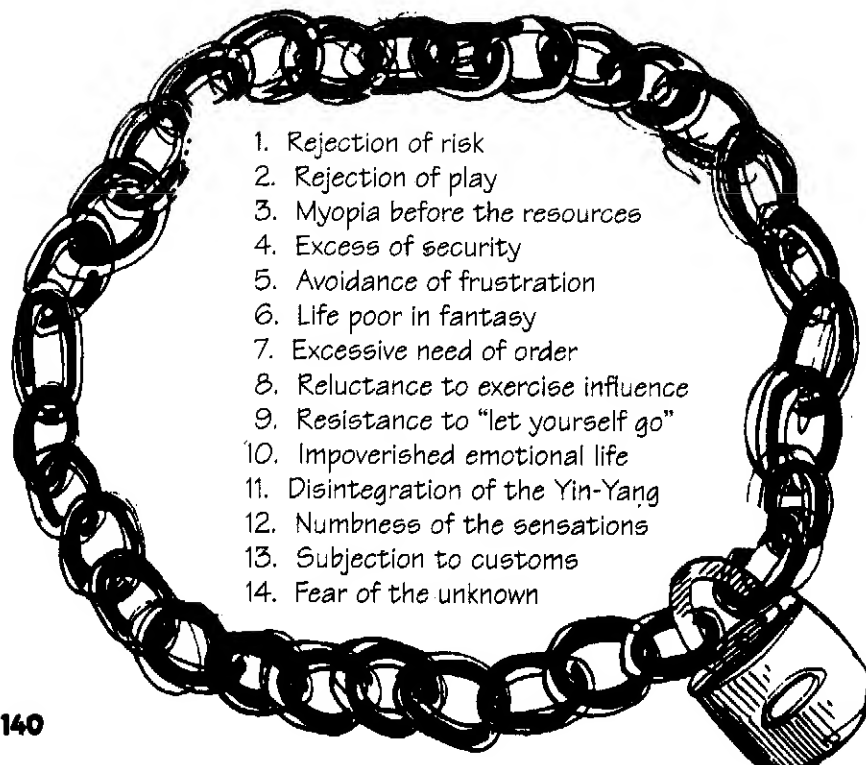 1. Rejection of risk
2. Rejection of play
3. Myopia before the resources
4. Excess of security
5. Avoidance of frustration
6. Life poor in fantasy
7. Excessive need of order
8. Reluctance to exercise influence
9. Resistance to “let yourself go”
10. Impoverished emotional life
11. Disintegration of the Yin-Yang
12. Numbness of the sensations
13. Subjection to customs
14. Fear of the unknown
140